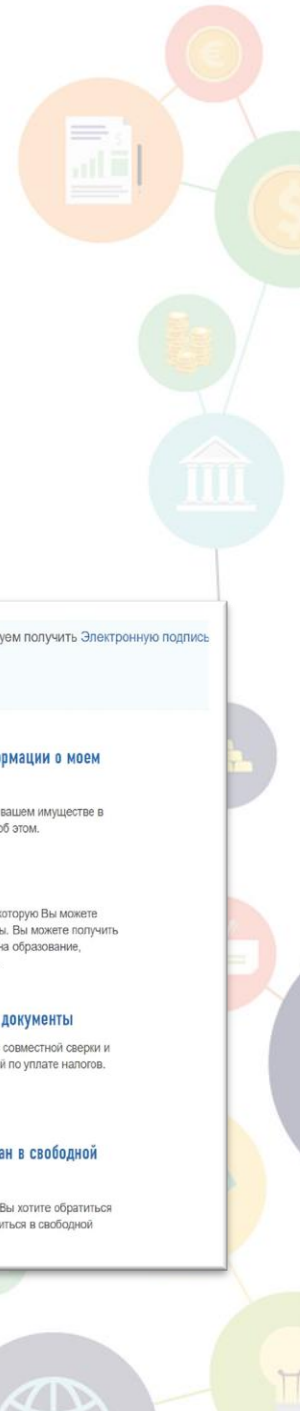 уем получить Электронную подпись
рмации о моем
вашем имуществе в
об этом.
которую Вы можете
ы. Вы можете получить
на образование,
документы
совместной сверки и
й по уплате налогов.
ан в свободной
Вы хотите обратиться
иться в свободной